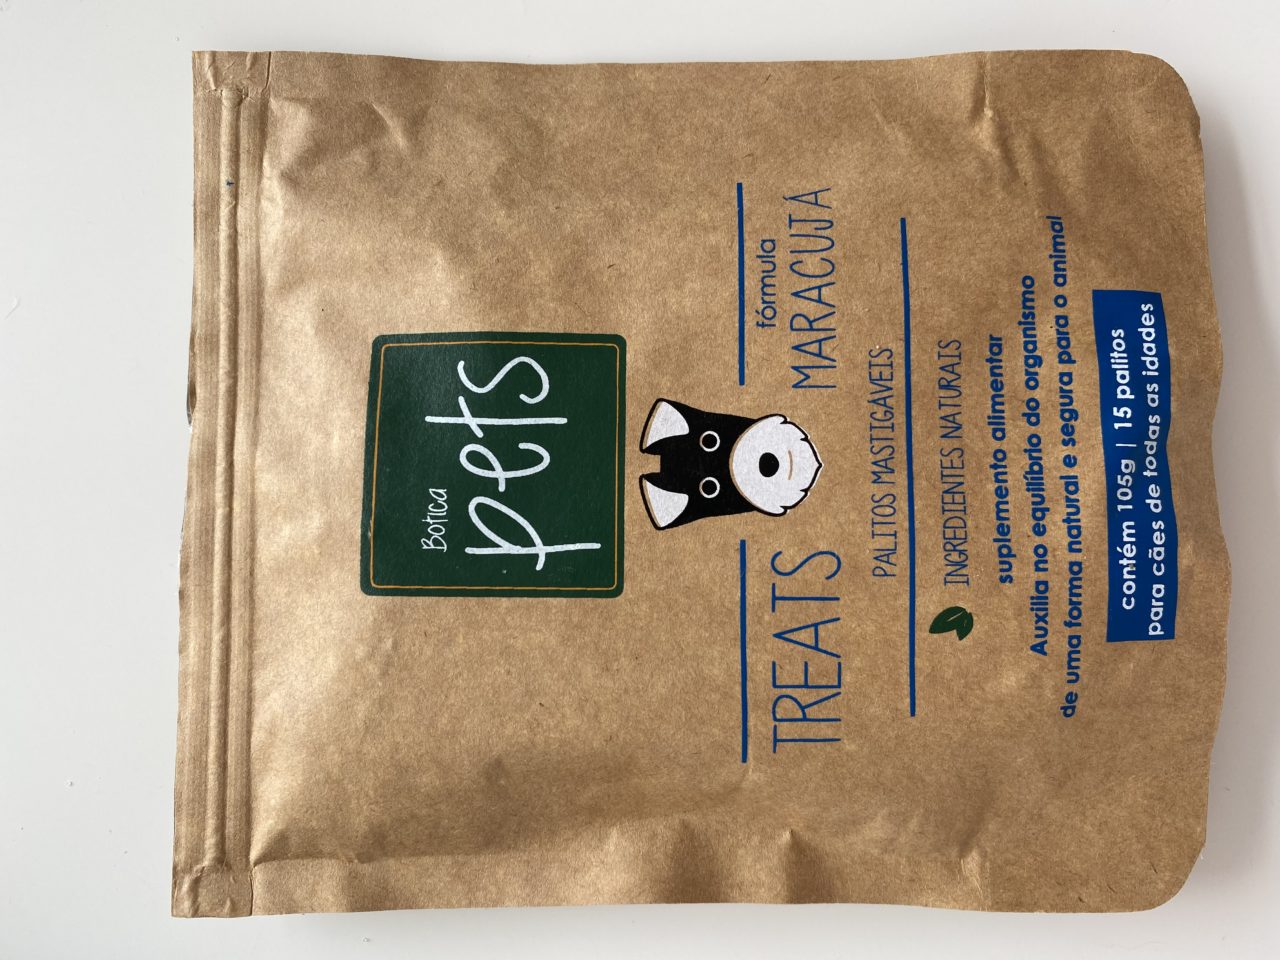 Botica
pets
TREATS
fórmula
MARACUJÁ
PALITOS MASTIGÁVEIS
INGREDIENTES NATURAIS
suplemento alimentar
Auxilia no equilíbrio do organismo
de uma forma natural e segura para o animal
contém 105g | 15 palitos
para cães de todas as idades